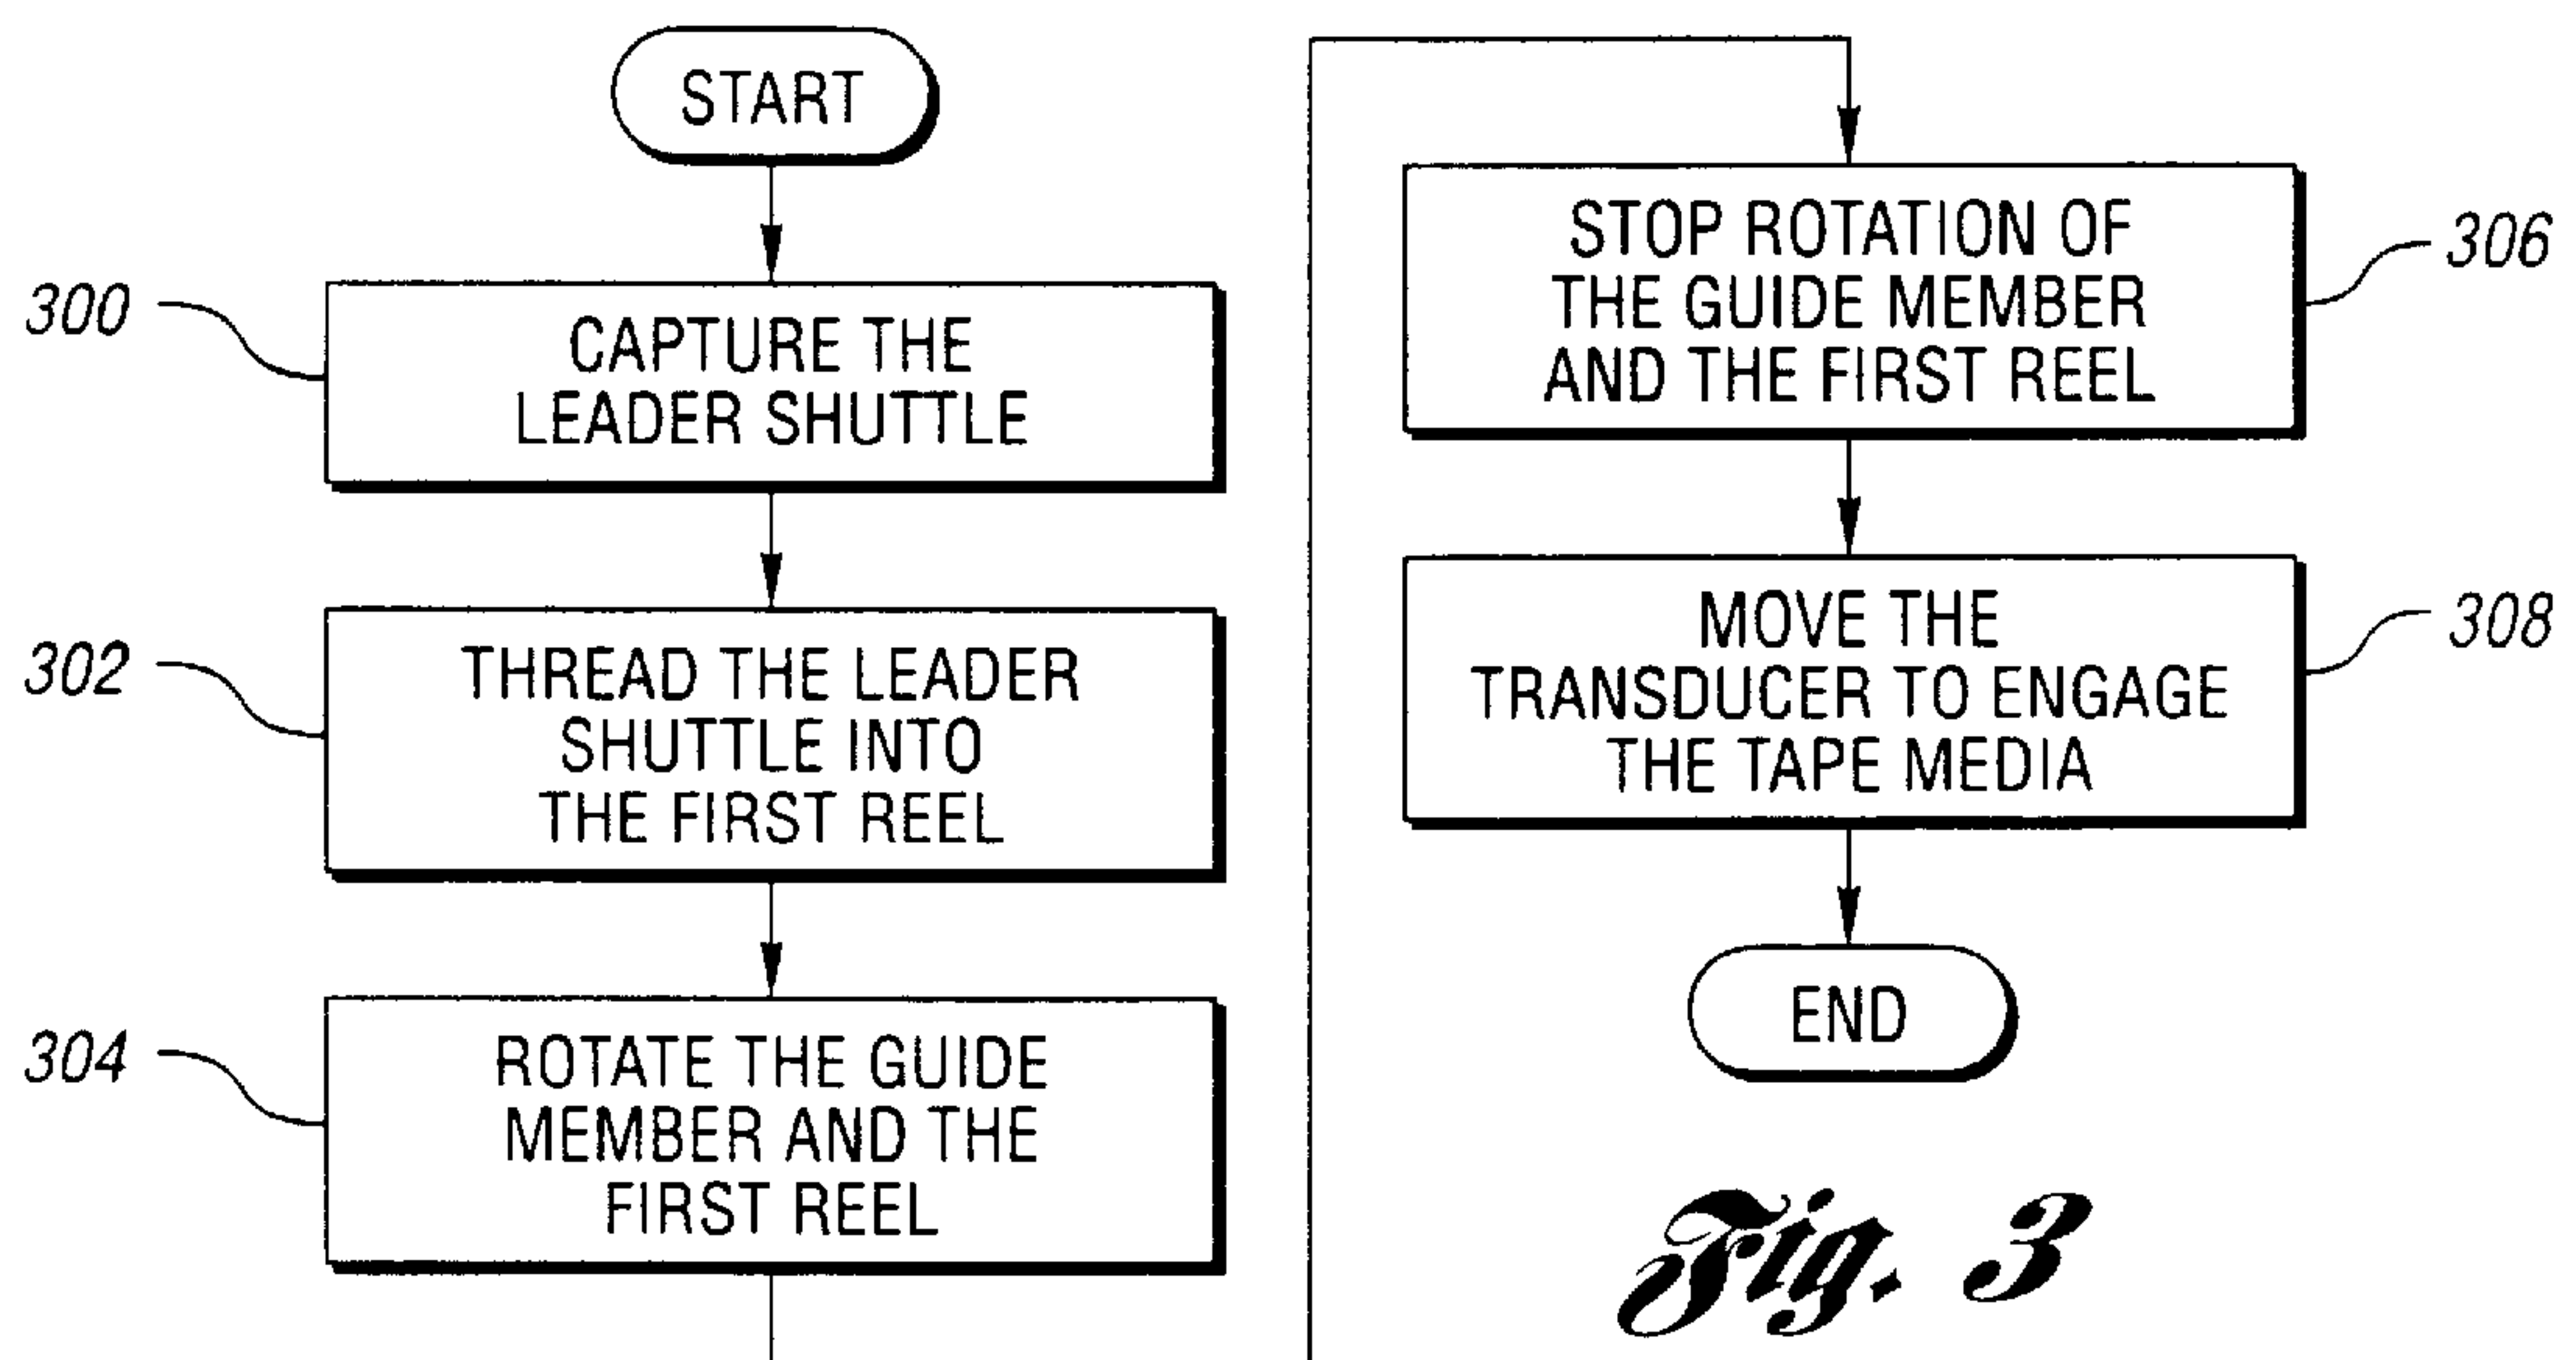 START
300
CAPTURE THE
LEADER SHUTTLE
302
THREAD THE LEADER
SHUTTLE INTO
THE FIRST REEL
304
ROTATE THE GUIDE
MEMBER AND THE
FIRST REEL
STOP ROTATION OF
THE GUIDE MEMBER
AND THE FIRST REEL
306
MOVE THE
TRANSDUCER TO ENGAGE
THE TAPE MEDIA
308
END
Fig. 3